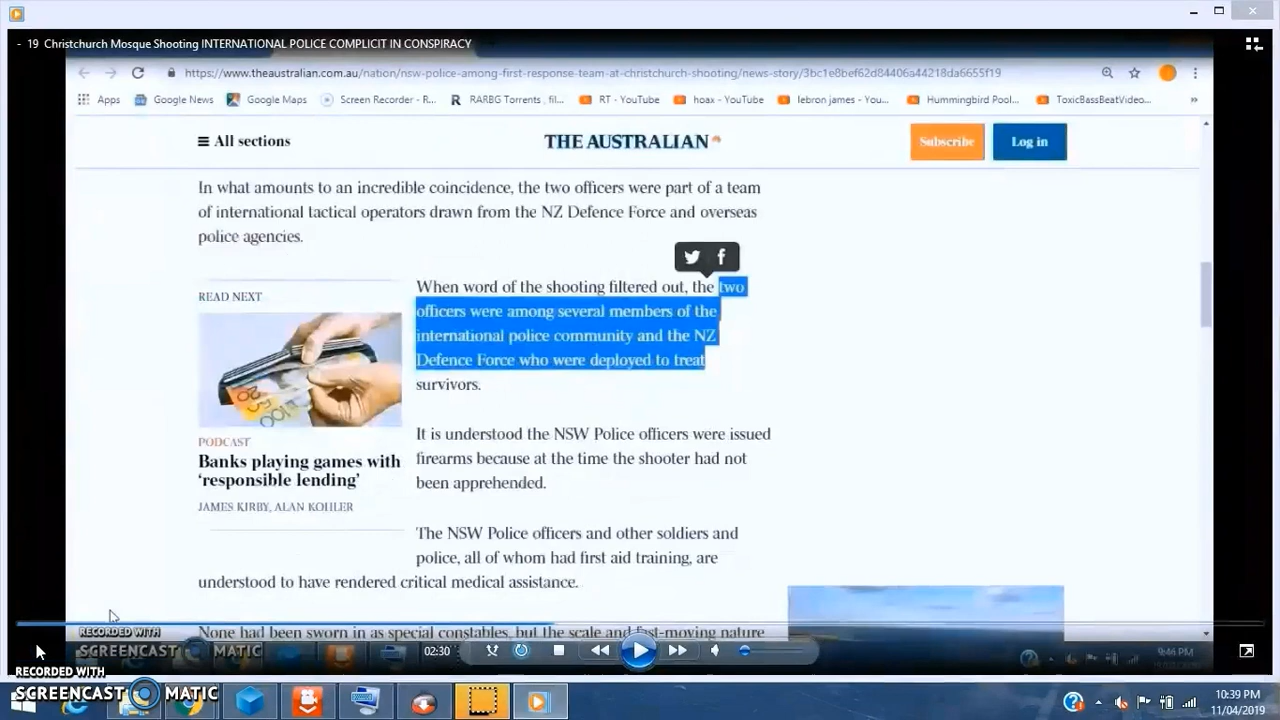 - 19 Christchurch Mosque Shooting INTERNATIONAL POLICE COMPLICIT IN CONSPIRACY
https://www.theaustralian.com.au/nation/nsw-police-among-first-response-team-at-christchurch-shooting/news-story/3bc1e8bef62d84406a44218da6655f19
Apps Google News Google Maps Screen Recorder - R... RARBG Torrents , fil... RT - YouTube hoax - YouTube lebron james - You... Hummingbird Pool... ToxicBassBeatVideo... »
All sections THE AUSTRALIAN Subscribe Log in
In what amounts to an incredible coincidence, the two officers were part of a team
of international tactical operators drawn from the NZ Defence Force and overseas
police agencies.
When word of the shooting filtered out, the two
officers were among several members of the
international police community and the NZ
Defence Force who were deployed to treat
survivors.
READ NEXT
PODCAST
Banks playing games with
‘responsible lending’
JAMES KIRBY, ALAN KOHLER
It is understood the NSW Police officers were issued
firearms because at the time the shooter had not
been apprehended.
The NSW Police officers and other soldiers and
police, all of whom had first aid training, are
understood to have rendered critical medical assistance.
None had been sworn in as special constables, but the scale and fast-moving nature
RECORDED WITH
SCREENCAST MATIC
02:30
9:46 PM
RECORDED WITH
SCREENCAST MATIC
10:39 PM
11/04/2019